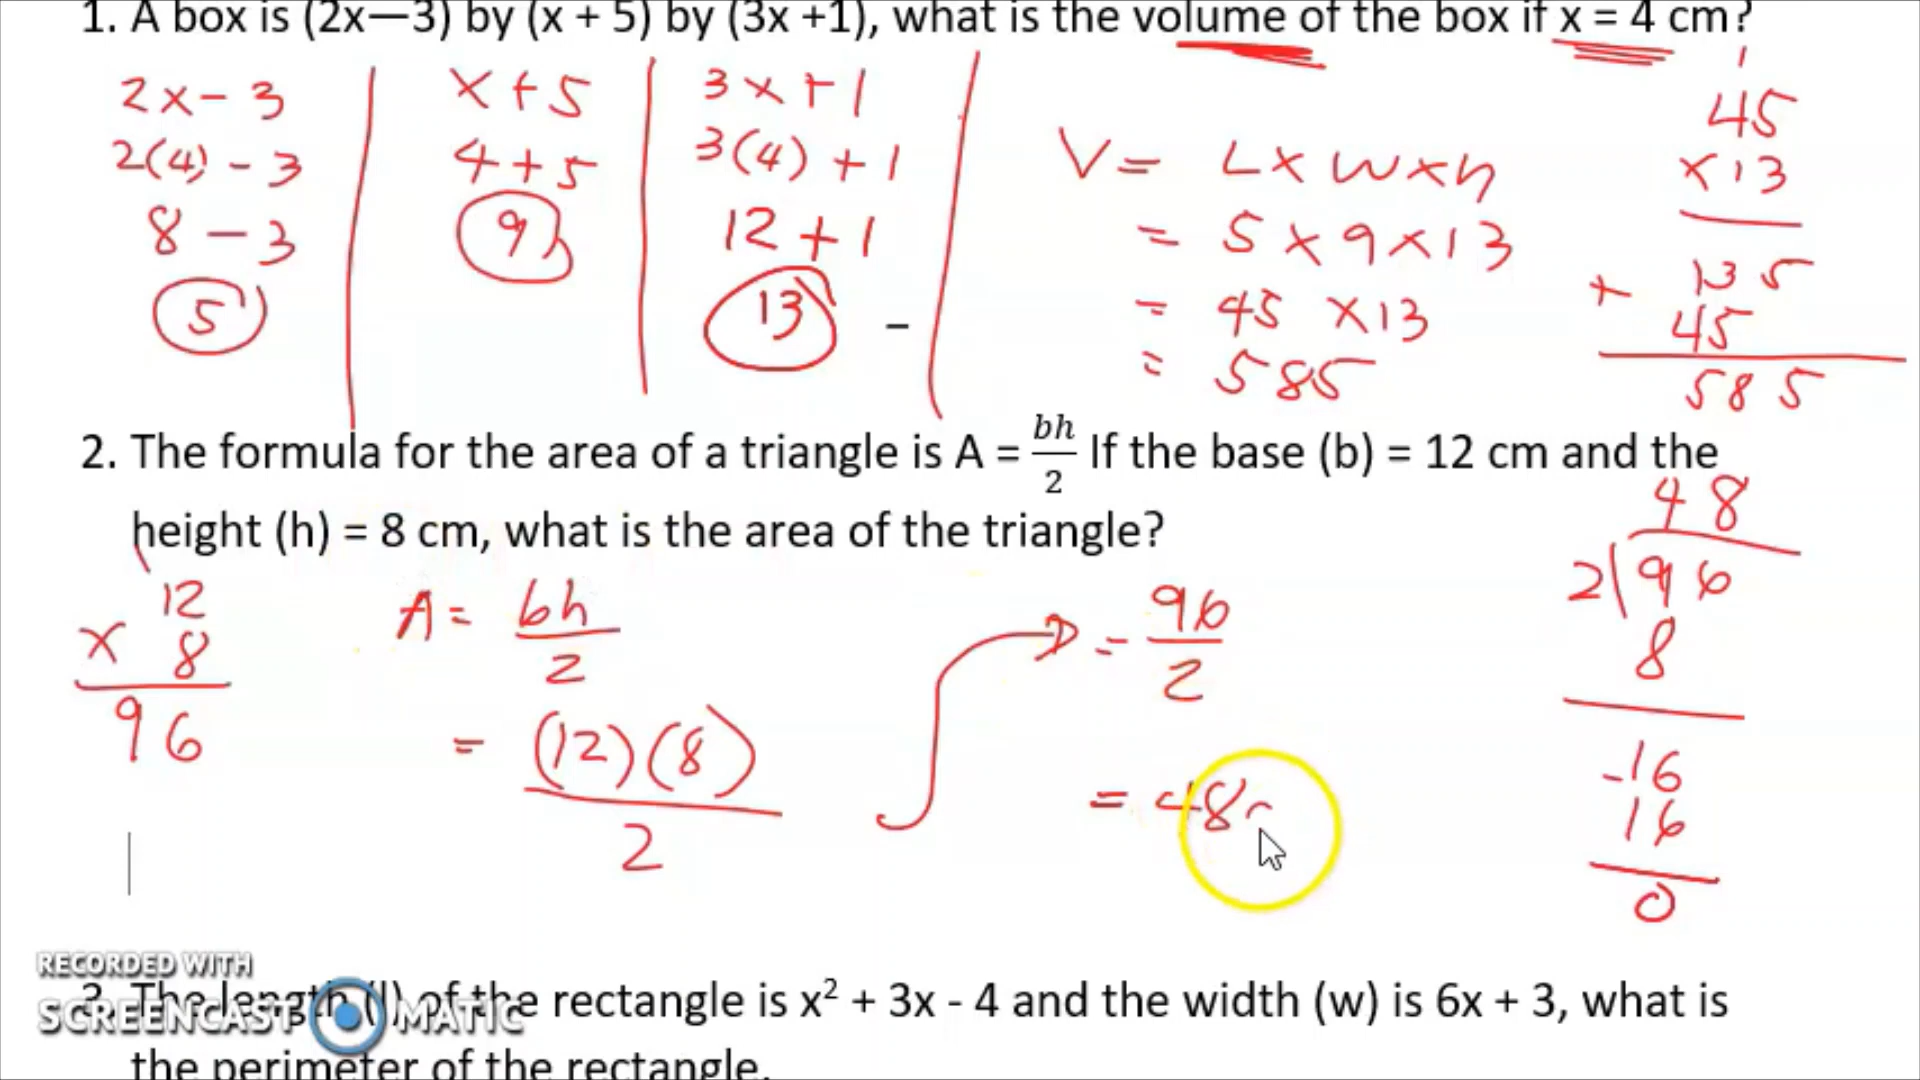 1. A box is (2x—3) by (x + 5) by (3x +1), what is the volume of the box if x = 4 cm?
2x - 3
2(4) - 3
8 - 3
5
x + 5
4 + 5
9
3x + 1
3(4) + 1
12 + 1
13
-
V = L x W x h
= 5 x 9 x 13
= 45 x 13
= 585
1
45
x 13
135
+ 45
585
2. The formula for the area of a triangle is A = bh/2 If the base (b) = 12 cm and the
height (h) = 8 cm, what is the area of the triangle?
1
12
x 8
96
A = bh/2
= (12)(8)/2
= 96/2
= 48
48
2 96
8
-16
16
0
RECORDED WITH
SCREENCAST MATIC
3. The length (l) of the rectangle is x² + 3x - 4 and the width (w) is 6x + 3, what is
the perimeter of the rectangle.